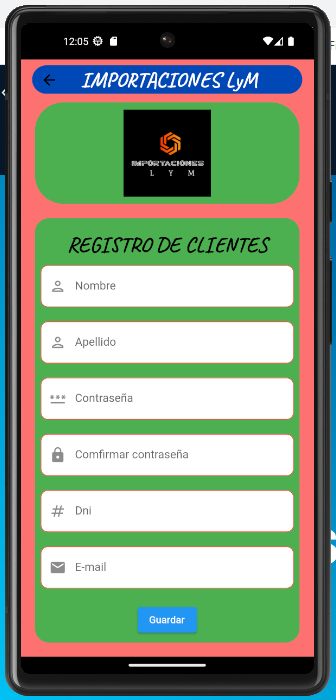 12:05
IMPORTACIONES LyM
IMPORTACIONES
L Y M
REGISTRO DE CLIENTES
Nombre
Apellido
Contraseña
Comfirmar contraseña
Dni
E-mail
Guardar